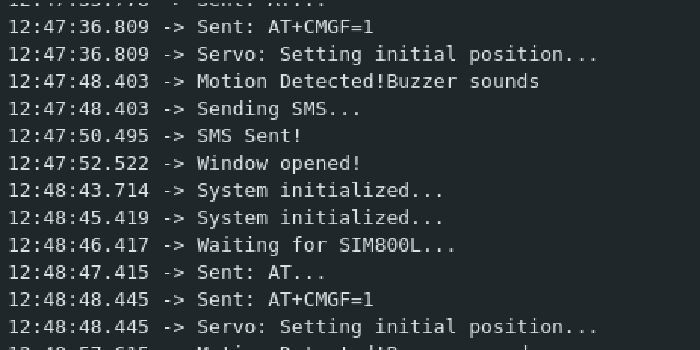 12:47:36.809 -> Sent: AT+CMGF=1
12:47:36.809 -> Servo: Setting initial position...
12:47:48.403 -> Motion Detected!Buzzer sounds
12:47:48.403 -> Sending SMS...
12:47:50.495 -> SMS Sent!
12:47:52.522 -> Window opened!
12:48:43.714 -> System initialized...
12:48:45.419 -> System initialized...
12:48:46.417 -> Waiting for SIM800L...
12:48:47.415 -> Sent: AT...
12:48:48.445 -> Sent: AT+CMGF=1
12:48:48.445 -> Servo: Setting initial position...